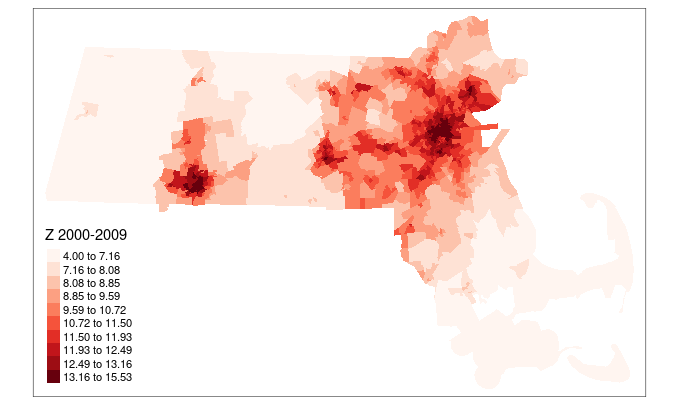 Z 2000-2009
4.00 to 7.16
7.16 to 8.08
8.08 to 8.85
8.85 to 9.59
9.59 to 10.72
10.72 to 11.50
11.50 to 11.93
11.93 to 12.49
12.49 to 13.16
13.16 to 15.53